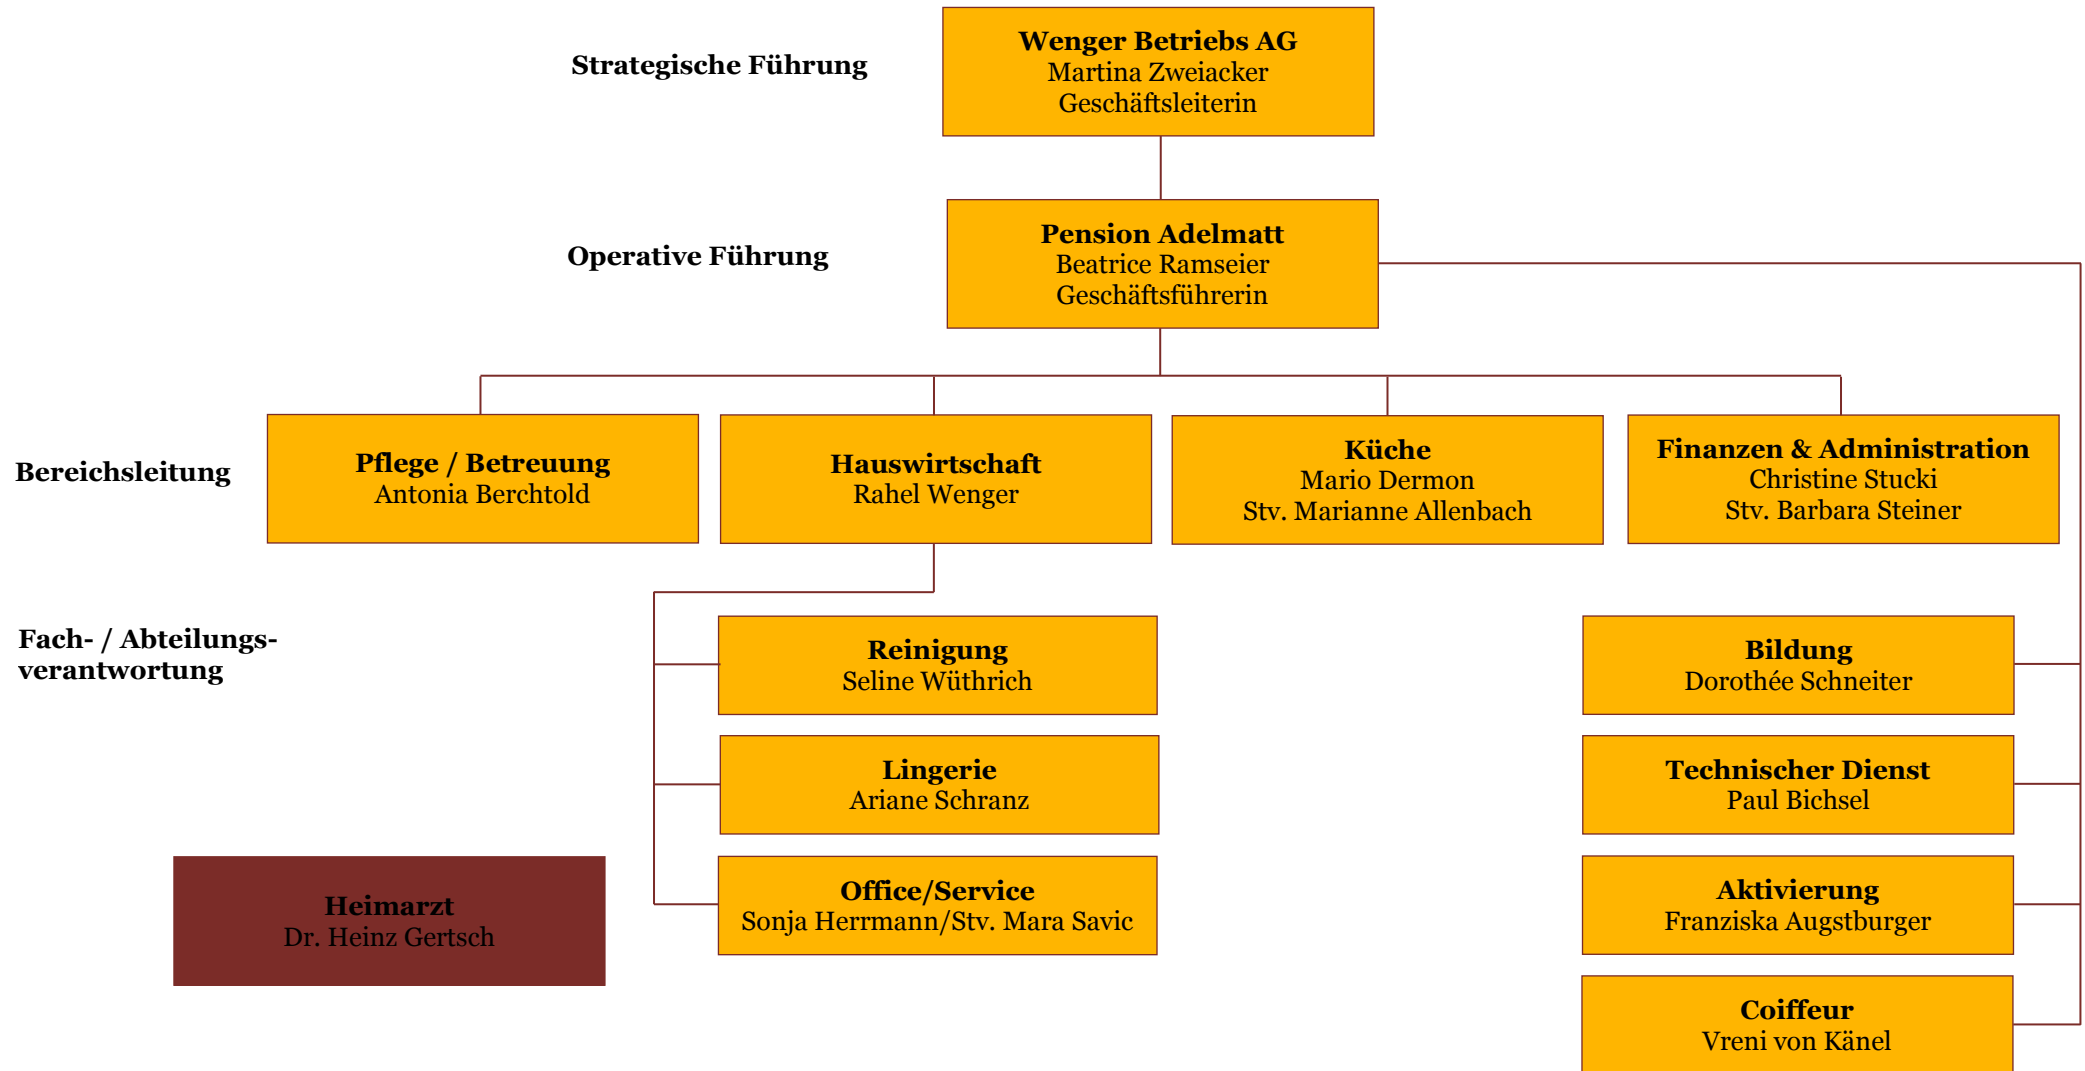 Strategische Führung
Wenger Betriebs AG
Martina Zweiacker
Geschäftsleiterin
Operative Führung
Pension Adelmatt
Beatrice Ramseier
Geschäftsführerin
Bereichsleitung
Pflege / Betreuung
Antonia Berchtold
Hauswirtschaft
Rahel Wenger
Küche
Mario Dermon
Stv. Marianne Allenbach
Finanzen & Administration
Christine Stucki
Stv. Barbara Steiner
Fach- / Abteilungs-
verantwortung
Reinigung
Seline Wüthrich
Bildung
Dorothée Schneiter
Lingerie
Ariane Schranz
Technischer Dienst
Paul Bichsel
Heimarzt
Dr. Heinz Gertsch
Office/Service
Sonja Herrmann/Stv. Mara Savic
Aktivierung
Franziska Augstburger
Coiffeur
Vreni von Känel